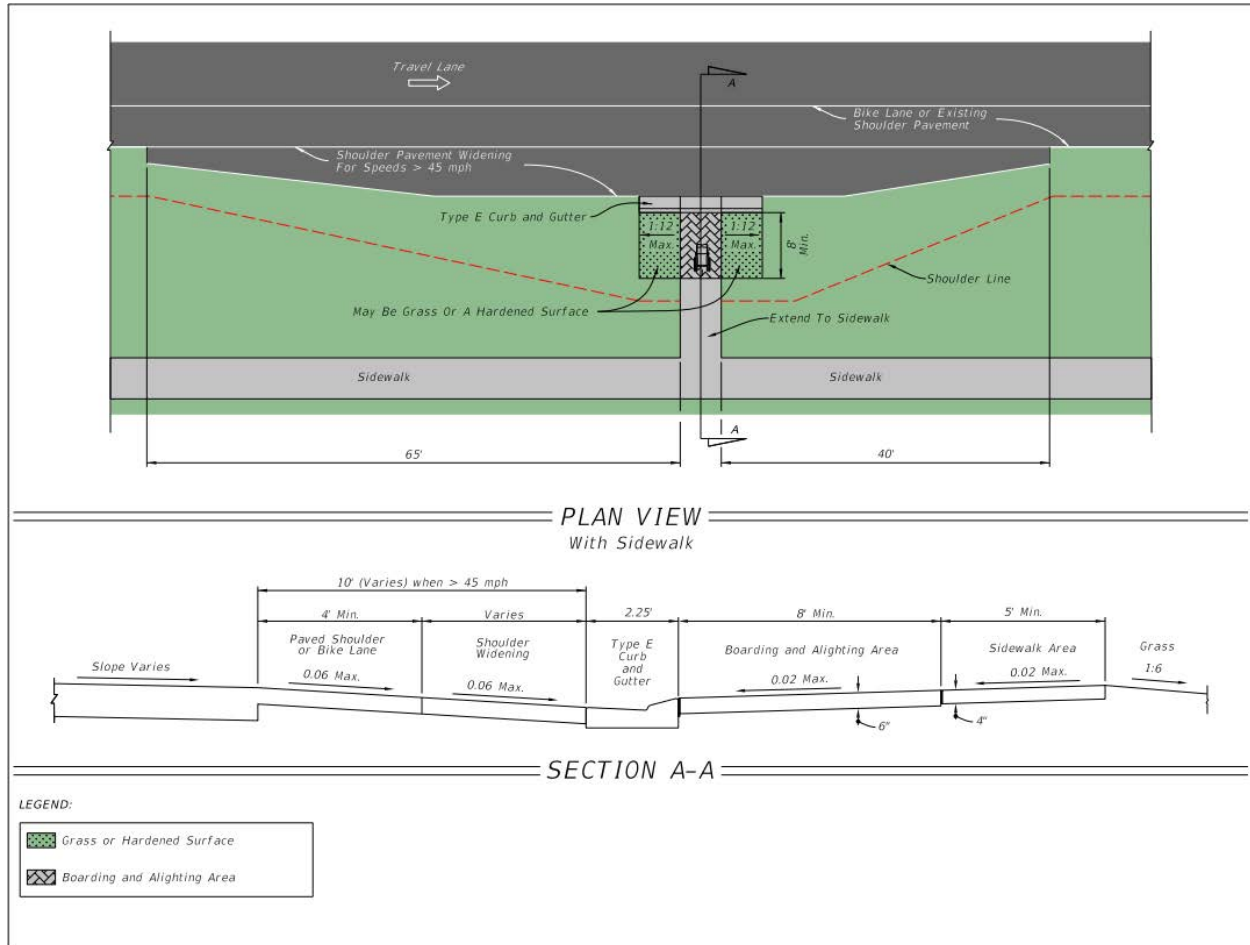 Travel Lane
A
Bike Lane or Existing
Shoulder Pavement
Shoulder Pavement Widening
For Speeds > 45 mph
Type E Curb and Gutter
1:12
Max.
1:12
Max.
8'
Min.
Shoulder Line
May Be Grass Or A Hardened Surface
Extend To Sidewalk
Sidewalk
Sidewalk
A
65'
40'
PLAN VIEW
With Sidewalk
10' (Varies) when > 45 mph
4' Min.
Varies
2.25'
8' Min.
5' Min.
Paved Shoulder
or Bike Lane
Shoulder
Widening
Type E
Curb
and
Gutter
Boarding and Alighting Area
Sidewalk Area
Grass
1:6
Slope Varies
0.06 Max.
0.06 Max.
0.02 Max.
0.02 Max.
6"
4"
SECTION A-A
LEGEND:
Grass or Hardened Surface
Boarding and Alighting Area